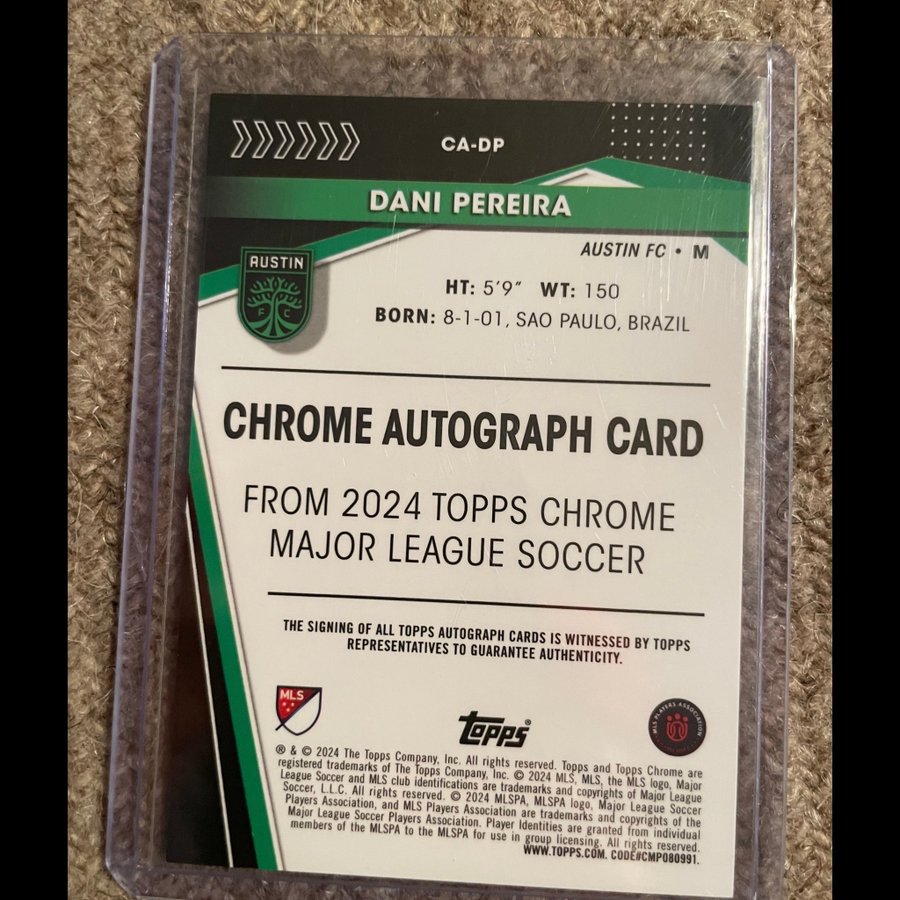 CA-DP
DANI PEREIRA
AUSTIN FC • M
AUSTIN
FC
HT: 5'9" WT: 150
BORN: 8-1-01, SAO PAULO, BRAZIL
CHROME AUTOGRAPH CARD
FROM 2024 TOPPS CHROME
MAJOR LEAGUE SOCCER
THE SIGNING OF ALL TOPPS AUTOGRAPH CARDS IS WITNESSED BY TOPPS
REPRESENTATIVES TO GUARANTEE AUTHENTICITY.
MLS
topps®
MLS PLAYERS ASSOCIATION
® & © 2024 The Topps Company, Inc. All rights reserved. Topps and Topps Chrome are
registered trademarks of The Topps Company, Inc. © 2024 MLS, MLS, the MLS logo, Major
League Soccer and MLS club identifications are trademarks and copyrights of Major League
Soccer, L.L.C. All rights reserved. © 2024 MLSPA, MLSPA logo, Major League Soccer
Players Association, and MLS Players Association are trademarks and copyrights of the
Major League Soccer Players Association. Player Identities are granted from individual
members of the MLSPA to the MLSPA for use in group licensing. All rights reserved.
WWW.TOPPS.COM. CODE#CMP080991.